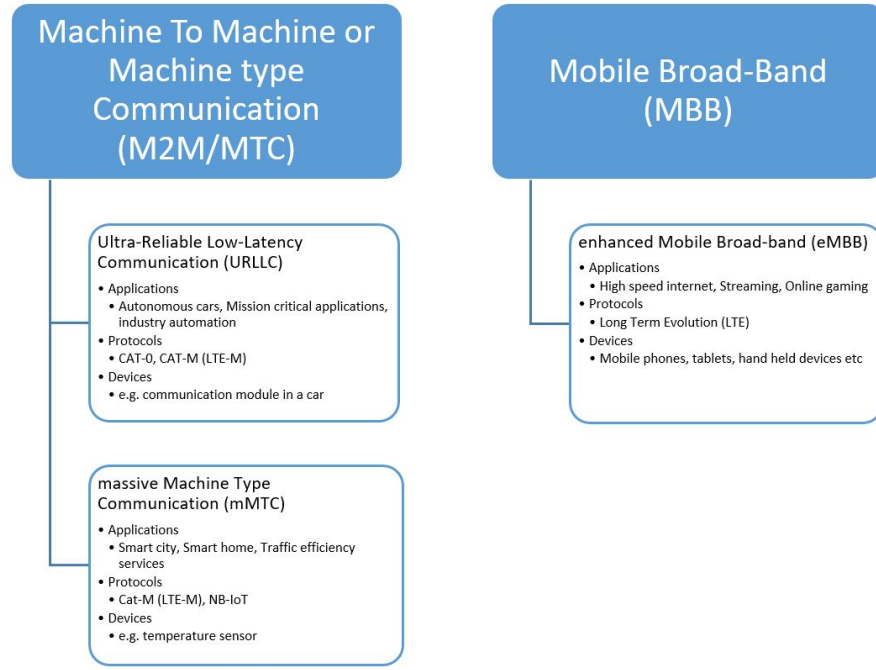 Machine To Machine or
Machine type
Communication
(M2M/MTC)
Ultra-Reliable Low-Latency
Communication (URLLC)
• Applications
• Autonomous cars, Mission critical applications,
industry automation
• Protocols
• CAT-0, CAT-M (LTE-M)
• Devices
• e.g. communication module in a car
massive Machine Type
Communication (mMTC)
• Applications
• Smart city, Smart home, Traffic efficiency
services
• Protocols
• Cat-M (LTE-M), NB-IoT
• Devices
• e.g. temperature sensor
Mobile Broad-Band
(MBB)
enhanced Mobile Broad-band (eMBB)
• Applications
• High speed internet, Streaming, Online gaming
• Protocols
• Long Term Evolution (LTE)
• Devices
• Mobile phones, tablets, hand held devices etc